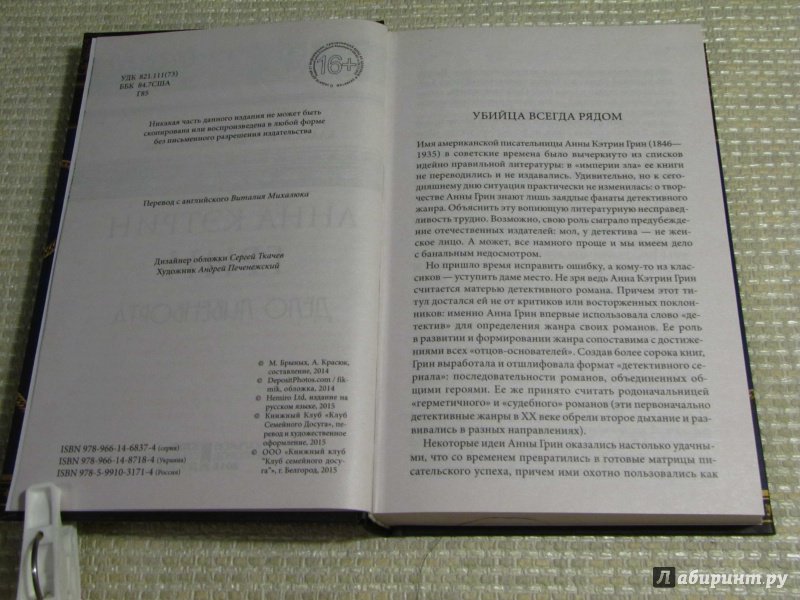 УДК 821.111(73)
ББК 84.7США
Г85
16+
Никакая часть данного издания не может быть
скопирована или воспроизведена в любой форме
без письменного разрешения издательства
Перевод с английского Виталия Михалюка
Дизайнер обложки Сергей Ткачев
Художник Андрей Печенежский
© М. Брыных, А. Красюк,
составление, 2014
© DepositPhotos.com / fik-
mik, обложка, 2014
© Hemiro Ltd, издание на
русском языке, 2015
© Книжный Клуб «Клуб
Семейного Досуга», пе-
ревод и художественное
оформление, 2015
© ООО «Книжный клуб
"Клуб семейного досу-
га"», г. Белгород, 2015
ISBN 978-966-14-6837-4 (серия)
ISBN 978-966-14-8718-4 (Украина)
ISBN 978-5-9910-3171-4 (Россия)
УБИЙЦА ВСЕГДА РЯДОМ
Имя американской писательницы Анны Кэтрин Грин (1846—
1935) в советские времена было вычеркнуто из списков
идейно правильной литературы: в «империи зла» ее книги
не переводились и не издавались. Удивительно, но к се-
годняшнему дню ситуация практически не изменилась: о твор-
честве Анны Грин знают лишь заядлые фанаты детективного
жанра. Объяснить эту вопиющую литературную несправед-
ливость трудно. Возможно, свою роль сыграло предубежде-
ние отечественных издателей: мол, у детектива — не жен-
ское лицо. А может, все намного проще и мы имеем дело
с банальным недосмотром.
Но пришло время исправить ошибку, а кому-то из клас-
сиков — уступить даме место. Не зря ведь Анна Кэтрин Грин
считается матерью детективного романа. Причем этот ти-
тул достался ей не от критиков или восторженных поклон-
ников: именно Анна Грин впервые использовала слово «де-
тектив» для определения жанра своих романов. Ее роль
в развитии и формировании жанра сопоставима с достиже-
ниями всех «отцов-основателей». Создав более сорока книг,
Грин выработала и отшлифовала формат «детективного се-
риала»: последовательности романов, объединенных об-
щими героями. Ее же принято считать родоначальницей
«герметичного» и «судебного» романов (эти первоначально
детективные жанры в XX веке обрели второе дыхание и раз-
вивались в разных направлениях).
Некоторые идеи Анны Грин оказались настолько удачны-
ми, что со временем превратились в готовые матрицы пи-
сательского успеха, причем ими охотно пользовались как
Лабиринт.ру